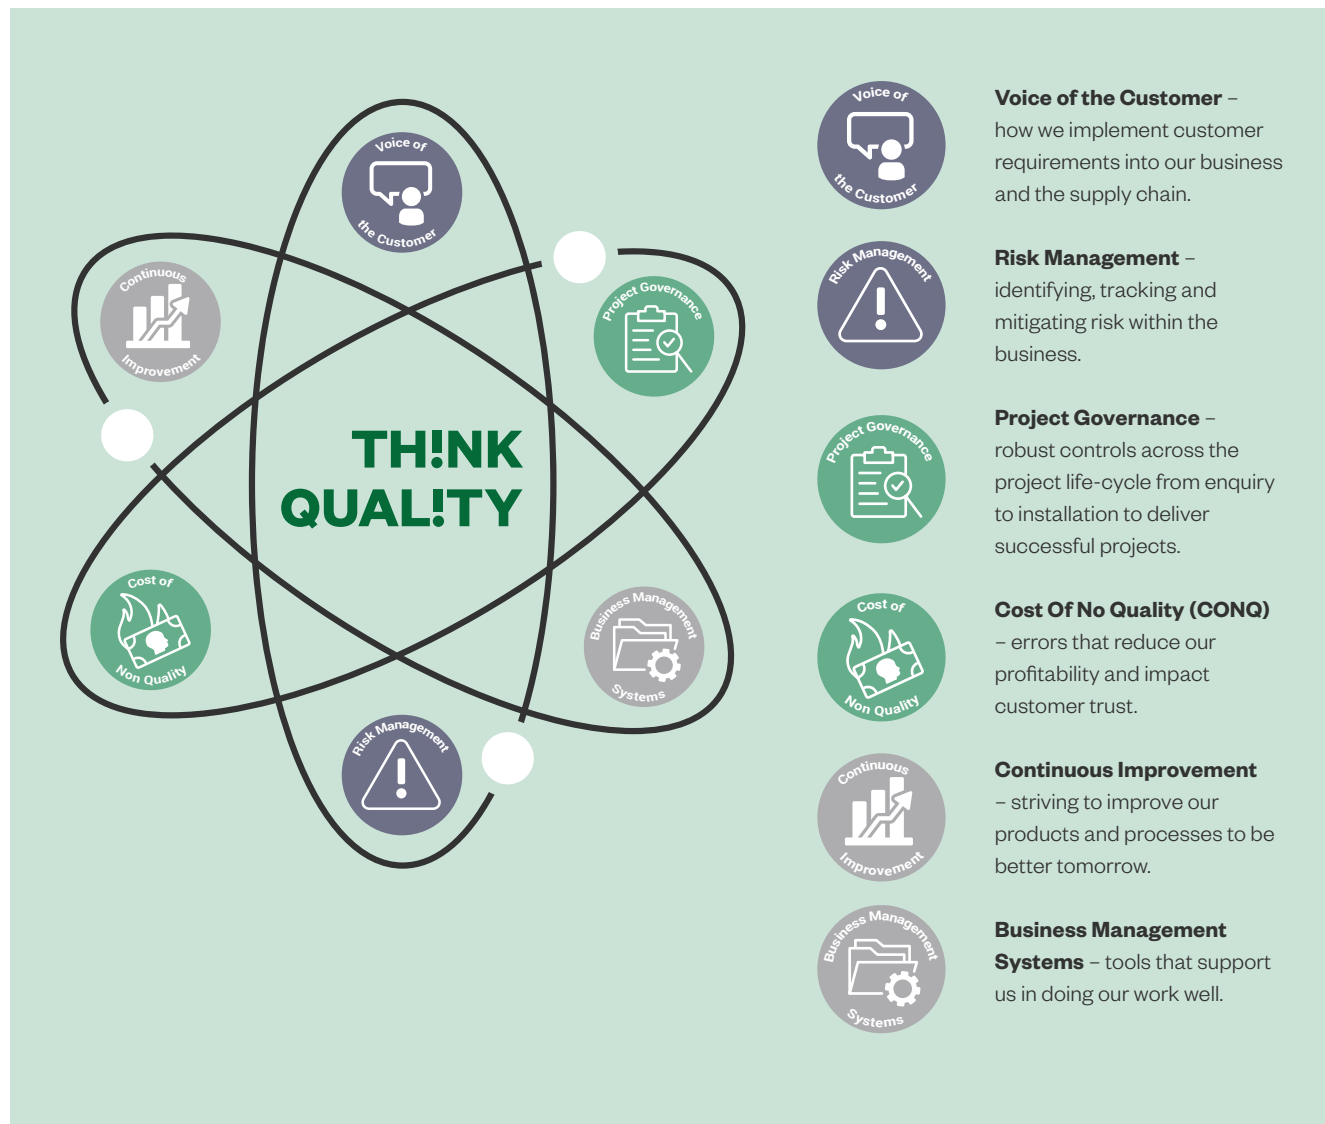 Voice of
the Customer
Continuous
Improvement
Project Governance
TH!NK
QUAL!TY
Cost of
Non Quality
Business Management
Systems
Risk Management
Voice of
the Customer
Voice of the Customer –
how we implement customer
requirements into our business
and the supply chain.
Risk Management
Risk Management –
identifying, tracking and
mitigating risk within the
business.
Project Governance
Project Governance –
robust controls across the
project life-cycle from enquiry
to installation to deliver
successful projects.
Cost of
Non Quality
Cost Of No Quality (CONQ)
– errors that reduce our
profitability and impact
customer trust.
Continuous
Improvement
Continuous Improvement
– striving to improve our
products and processes to be
better tomorrow.
Business Management
Systems
Business Management
Systems – tools that support
us in doing our work well.